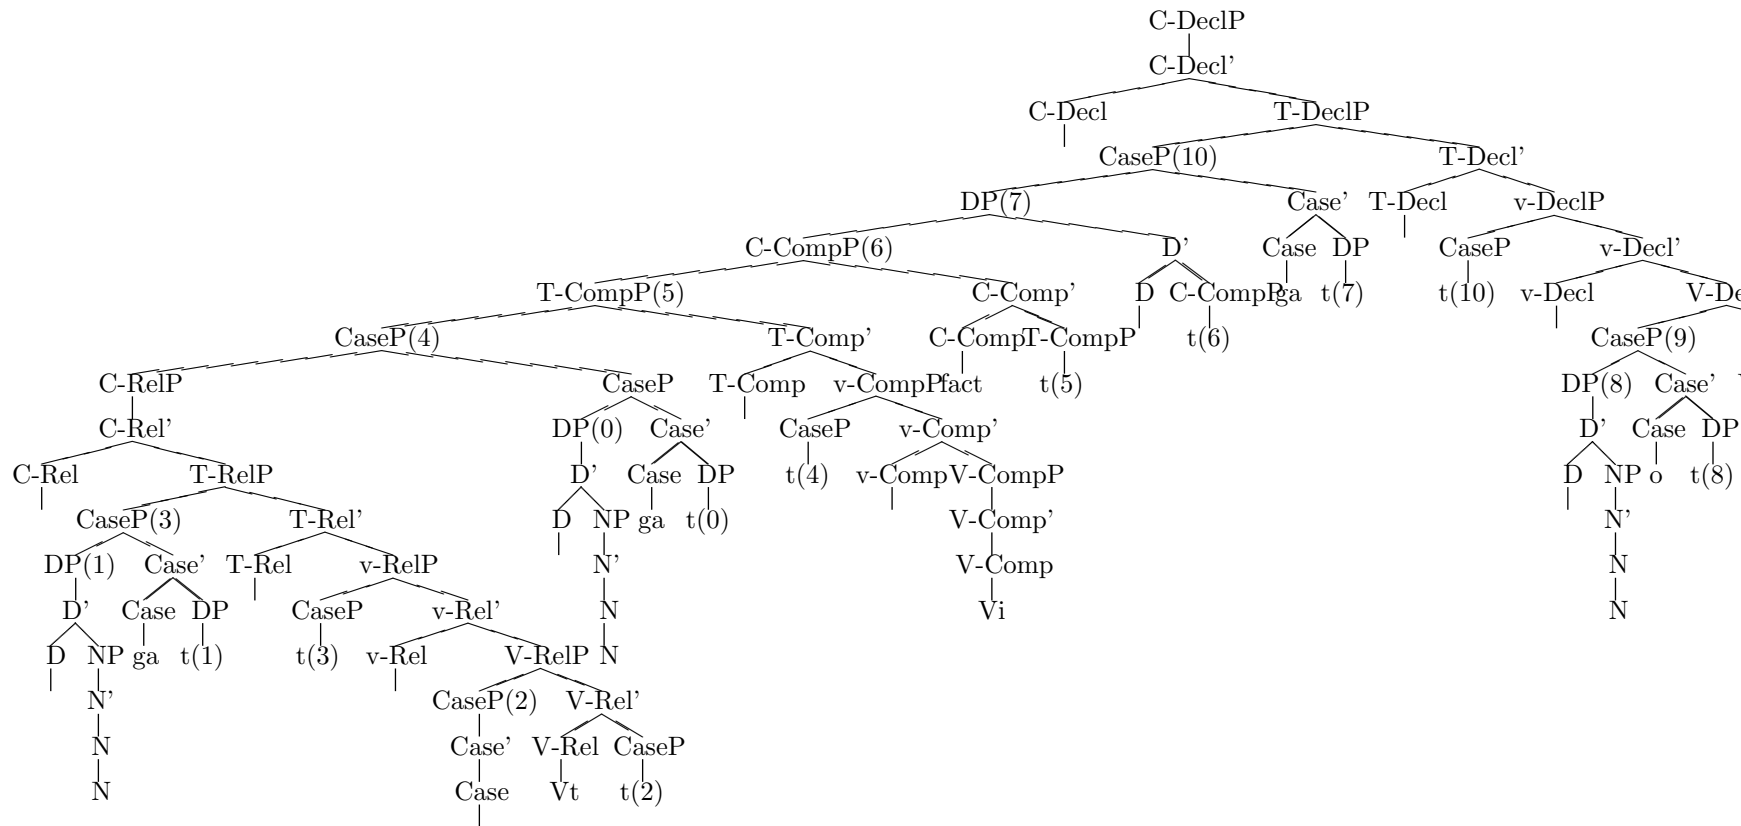 C-DeclP
C-Decl'
C-Decl T-DeclP
CaseP(10) T-Decl'
DP(7) Case' T-Decl v-DeclP
C-CompP(6) D' Case DP CaseP v-Decl'
T-CompP(5) C-Comp' D C-CompP ga t(7) t(10) v-Decl V-De
CaseP(4) T-Comp' C-Comp T-CompP t(6) CaseP(9)
C-RelP CaseP T-Comp v-CompP fact t(5) DP(8) Case'
C-Rel' DP(0) Case' CaseP v-Comp' D' Case DP
C-Rel T-RelP D' Case DP t(4) v-Comp V-CompP D NP o t(8)
CaseP(3) T-Rel' D NP ga t(0) V-Comp' N'
DP(1) Case' T-Rel v-RelP N' V-Comp N
D' Case DP CaseP v-Rel' N Vi N
D NP ga t(1) t(3) v-Rel V-RelP N
N' CaseP(2) V-Rel'
N Case' V-Rel CaseP
N Case Vt t(2)